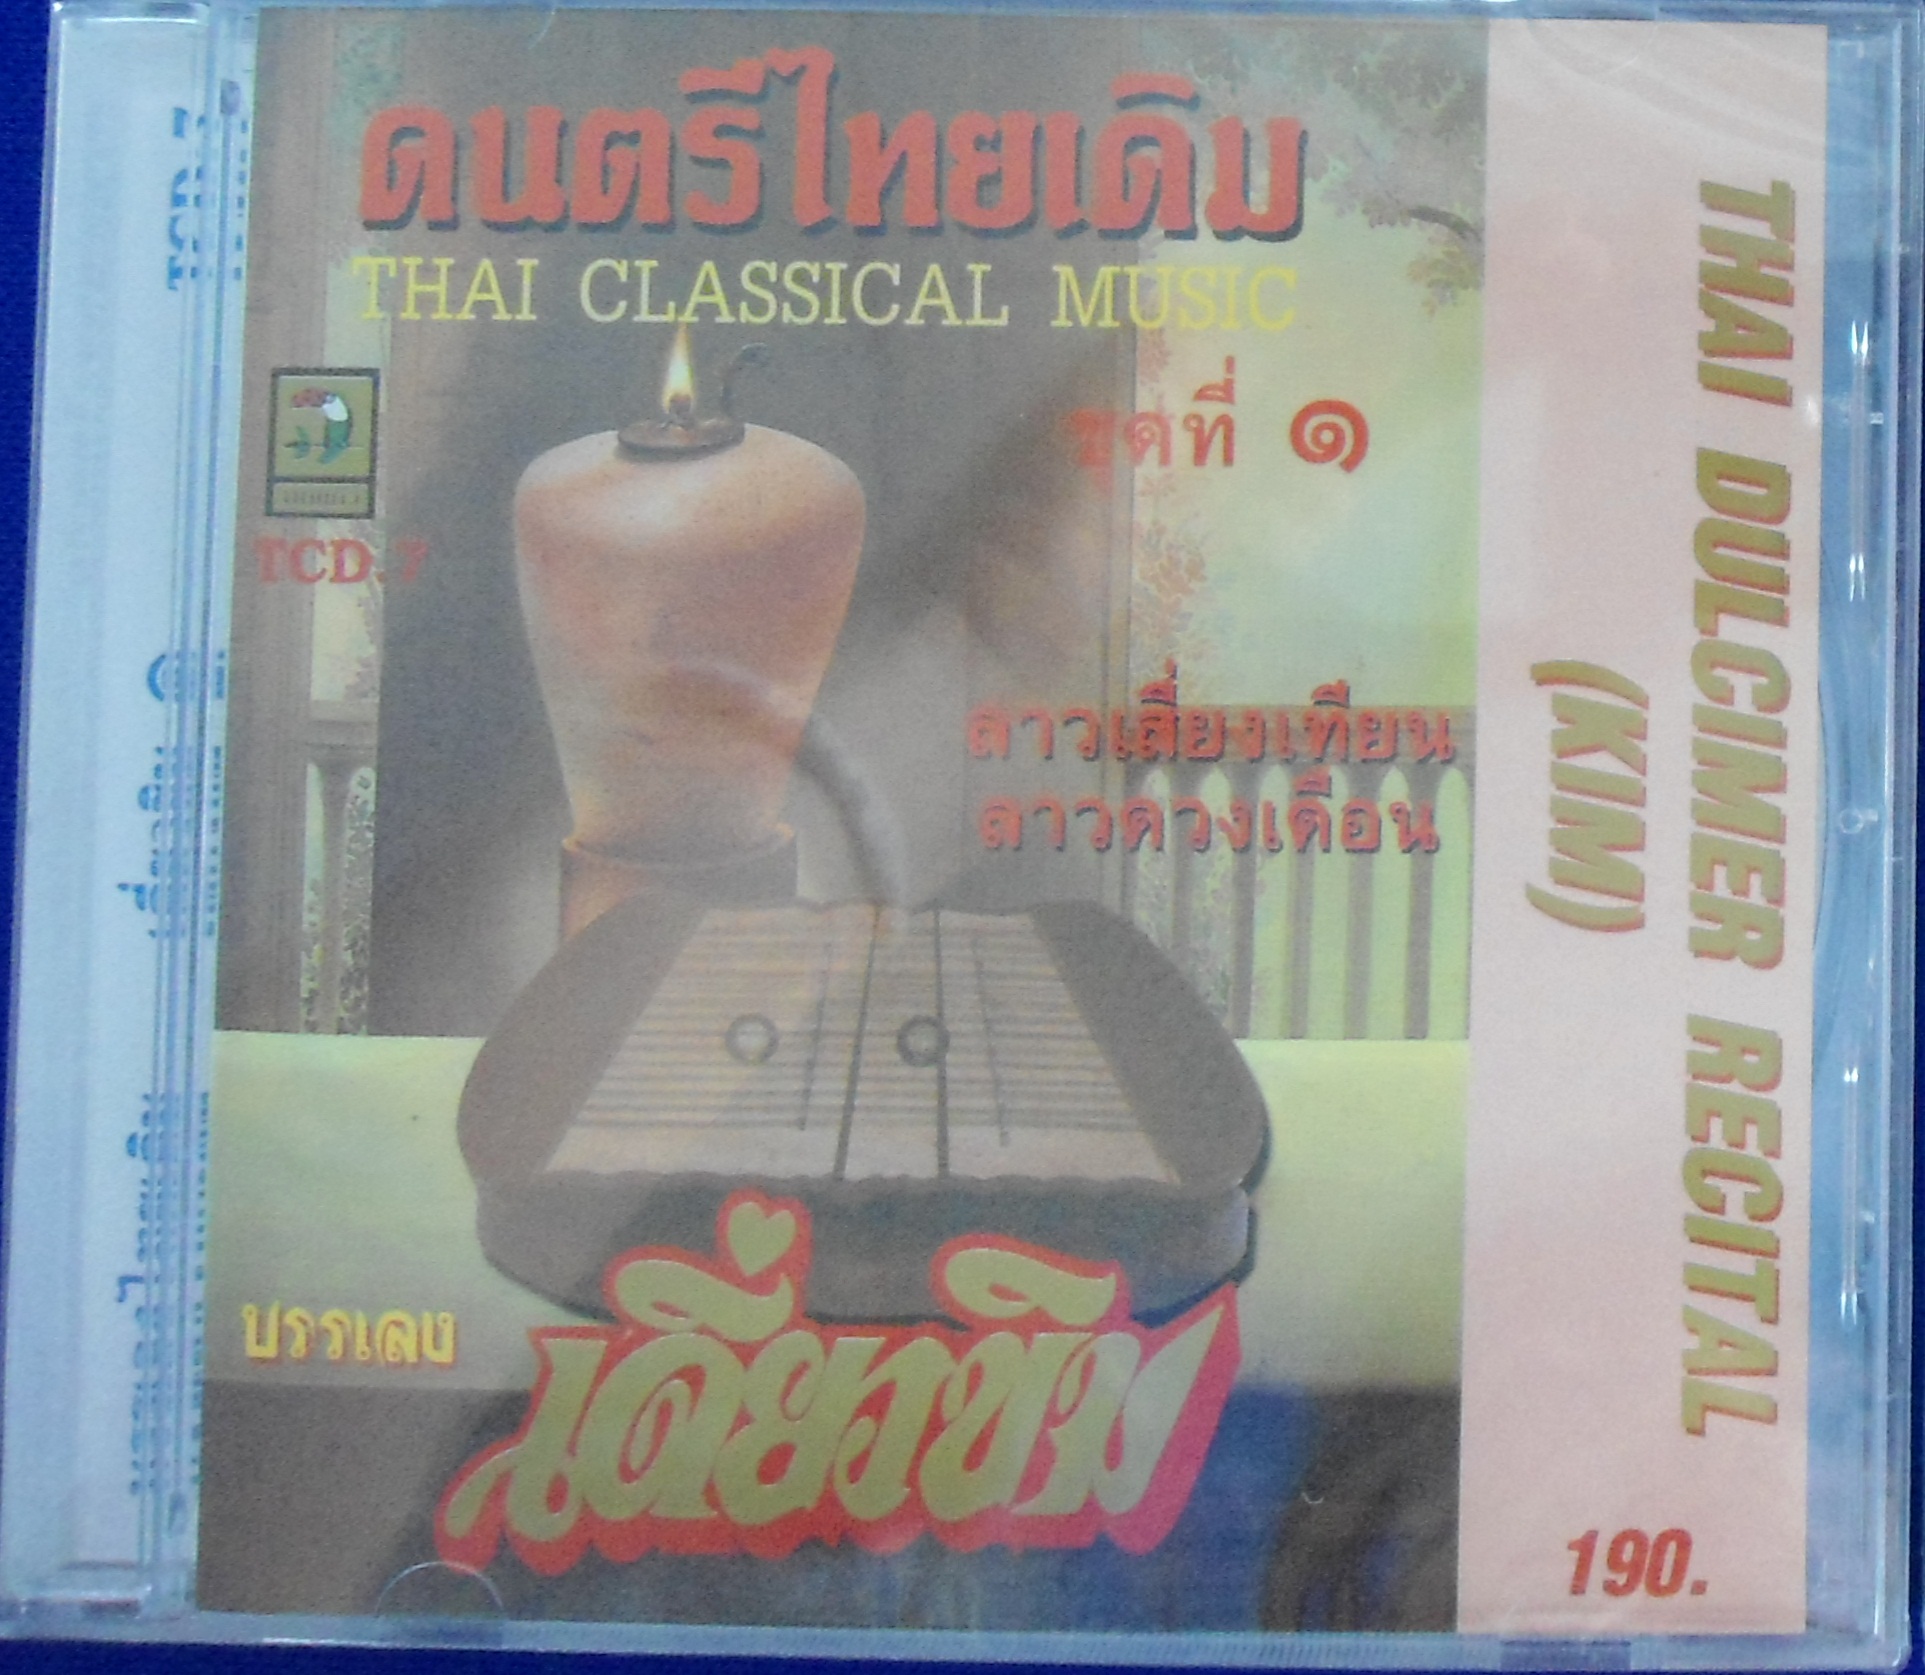 ดนตรีไทยเดิม
THAI CLASSICAL MUSIC
ชุดที่ ๑
TCD.7
ลาวเสี่ยงเทียน
ลาวดวงเดือน
บรรเลง
เดี่ยวขิม
THAI DULCIMER RECITAL
(KIM)
190.